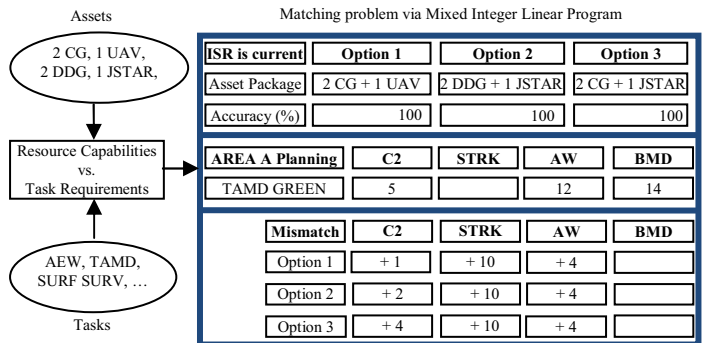 Assets
Matching problem via Mixed Integer Linear Program
2 CG, 1 UAV,
2 DDG, 1 JSTAR,
ISR is current Option 1 Option 2 Option 3
Asset Package 2 CG + 1 UAV 2 DDG + 1 JSTAR 2 CG + 1 JSTAR
Accuracy (%) 100 100 100
Resource Capabilities
vs.
Task Requirements
AREA A Planning C2 STRK AW BMD
TAMD GREEN 5 12 14
Mismatch C2 STRK AW BMD
Option 1 + 1 + 10 + 4
Option 2 + 2 + 10 + 4
Option 3 + 4 + 10 + 4
AEW, TAMD,
SURF SURV, …
Tasks